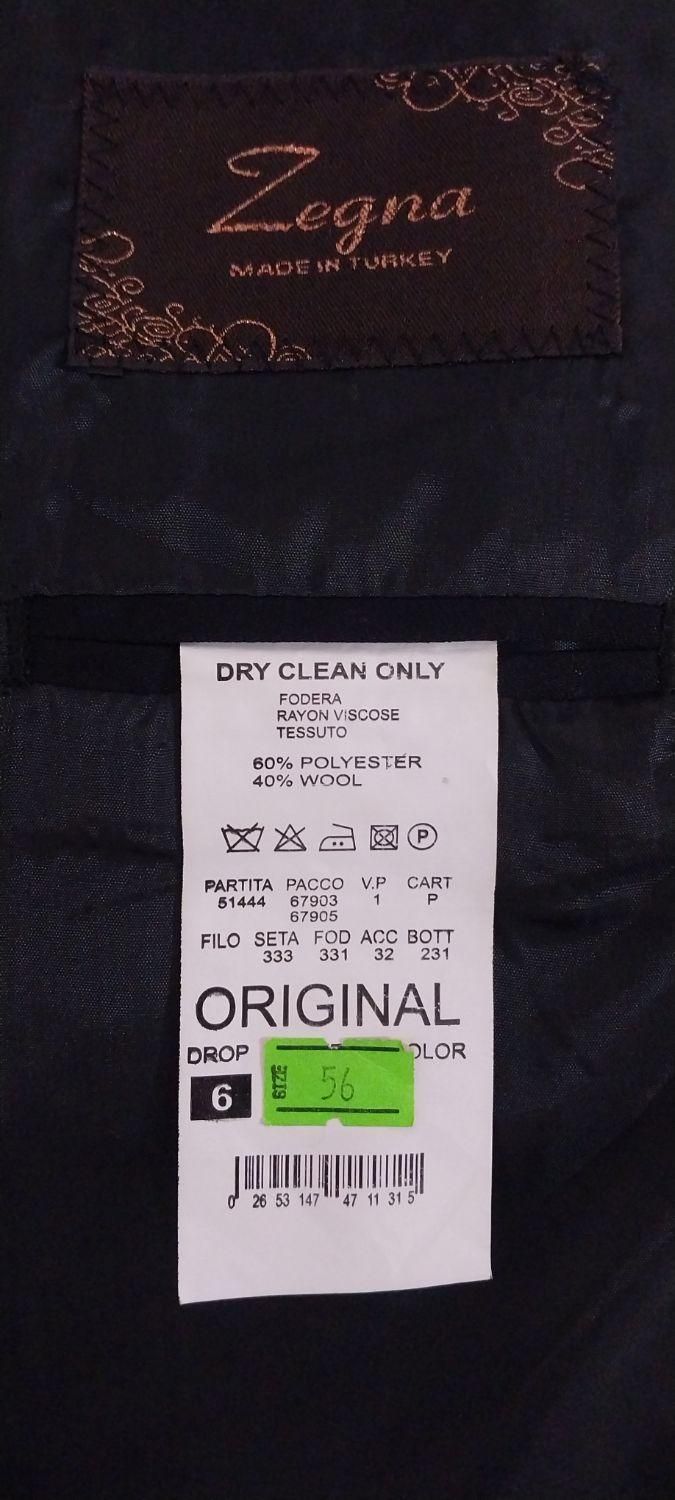 Zegna
MADE IN TURKEY
DRY CLEAN ONLY
FODERA
RAYON VISCOSE
TESSUTO
60% POLYESTER
40% WOOL
P
PARTITA PACCO V.P CART
51444 67903 1 P
67905
FILO SETA FOD ACC BOTT
333 331 32 231
ORIGINAL
DROP OLOR
6 SIZE 56
0 26 53 147 47 11 31 5